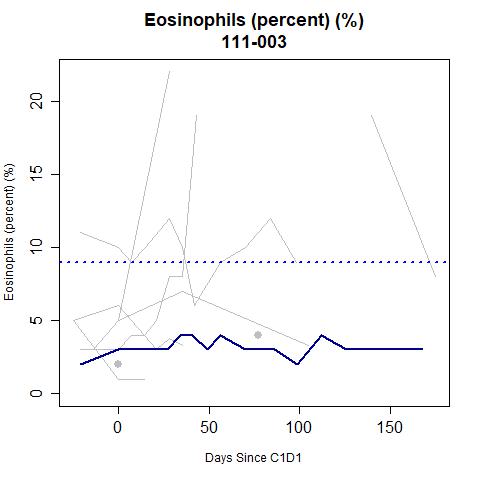 Eosinophils (percent) (%)
111-003
Eosinophils (percent) (%)
20
15
10
5
0
0 50 100 150
Days Since C1D1